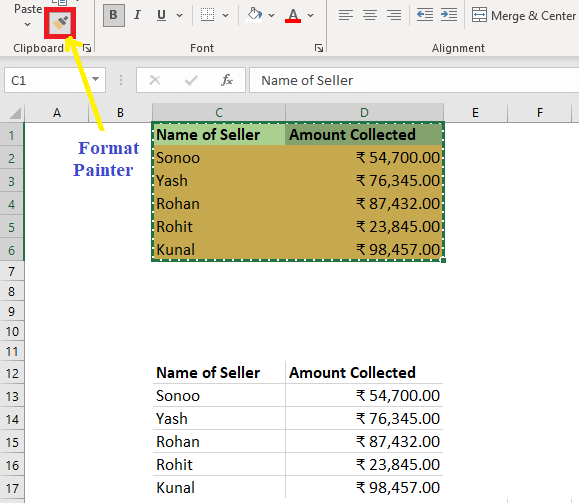 Paste
B I U A
Merge & Center
Clipboard Font Alignment
C1 fx Name of Seller
A B C D E F
1 Name of Seller Amount Collected
2 Sonoo ₹ 54,700.00
3 Yash ₹ 76,345.00
4 Rohan ₹ 87,432.00
5 Rohit ₹ 23,845.00
6 Kunal ₹ 98,457.00
Format
Painter
7
8
9
10
11
12 Name of Seller Amount Collected
13 Sonoo ₹ 54,700.00
14 Yash ₹ 76,345.00
15 Rohan ₹ 87,432.00
16 Rohit ₹ 23,845.00
17 Kunal ₹ 98,457.00